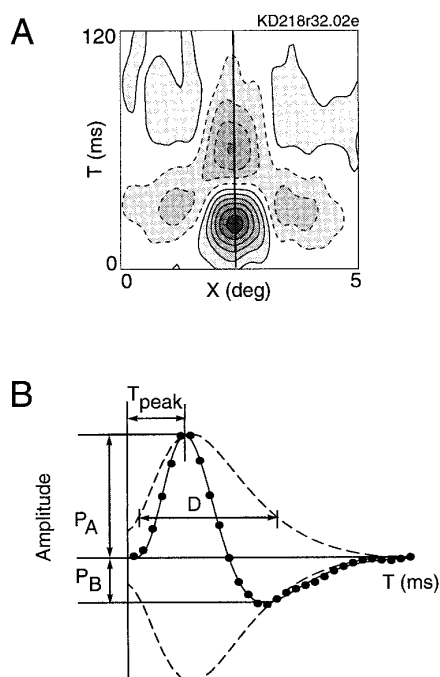 A
KD218r32.02e
120
T (ms)
0
0
X (deg)
5
B
Tpeak
Amplitude
PA
D
PB
T (ms)